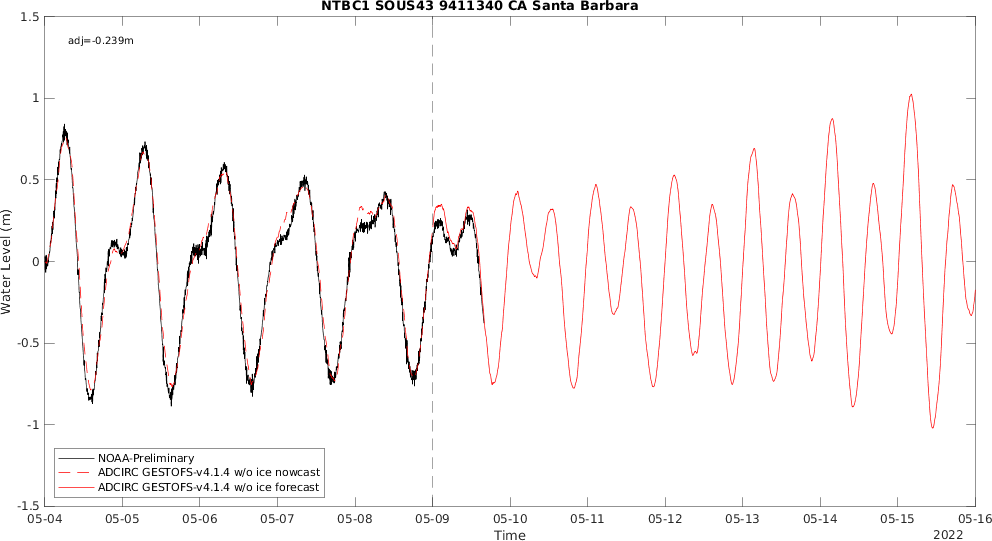 NTBC1 SOUS43 9411340 CA Santa Barbara
adj=-0.239m
1.5
1
0.5
0
-0.5
-1
-1.5
Water Level (m)
NOAA-Preliminary
ADCIRC GESTOFS-v4.1.4 w/o ice nowcast
ADCIRC GESTOFS-v4.1.4 w/o ice forecast
05-04 05-05 05-06 05-07 05-08 05-09 05-10 05-11 05-12 05-13 05-14 05-15 05-16
Time
2022